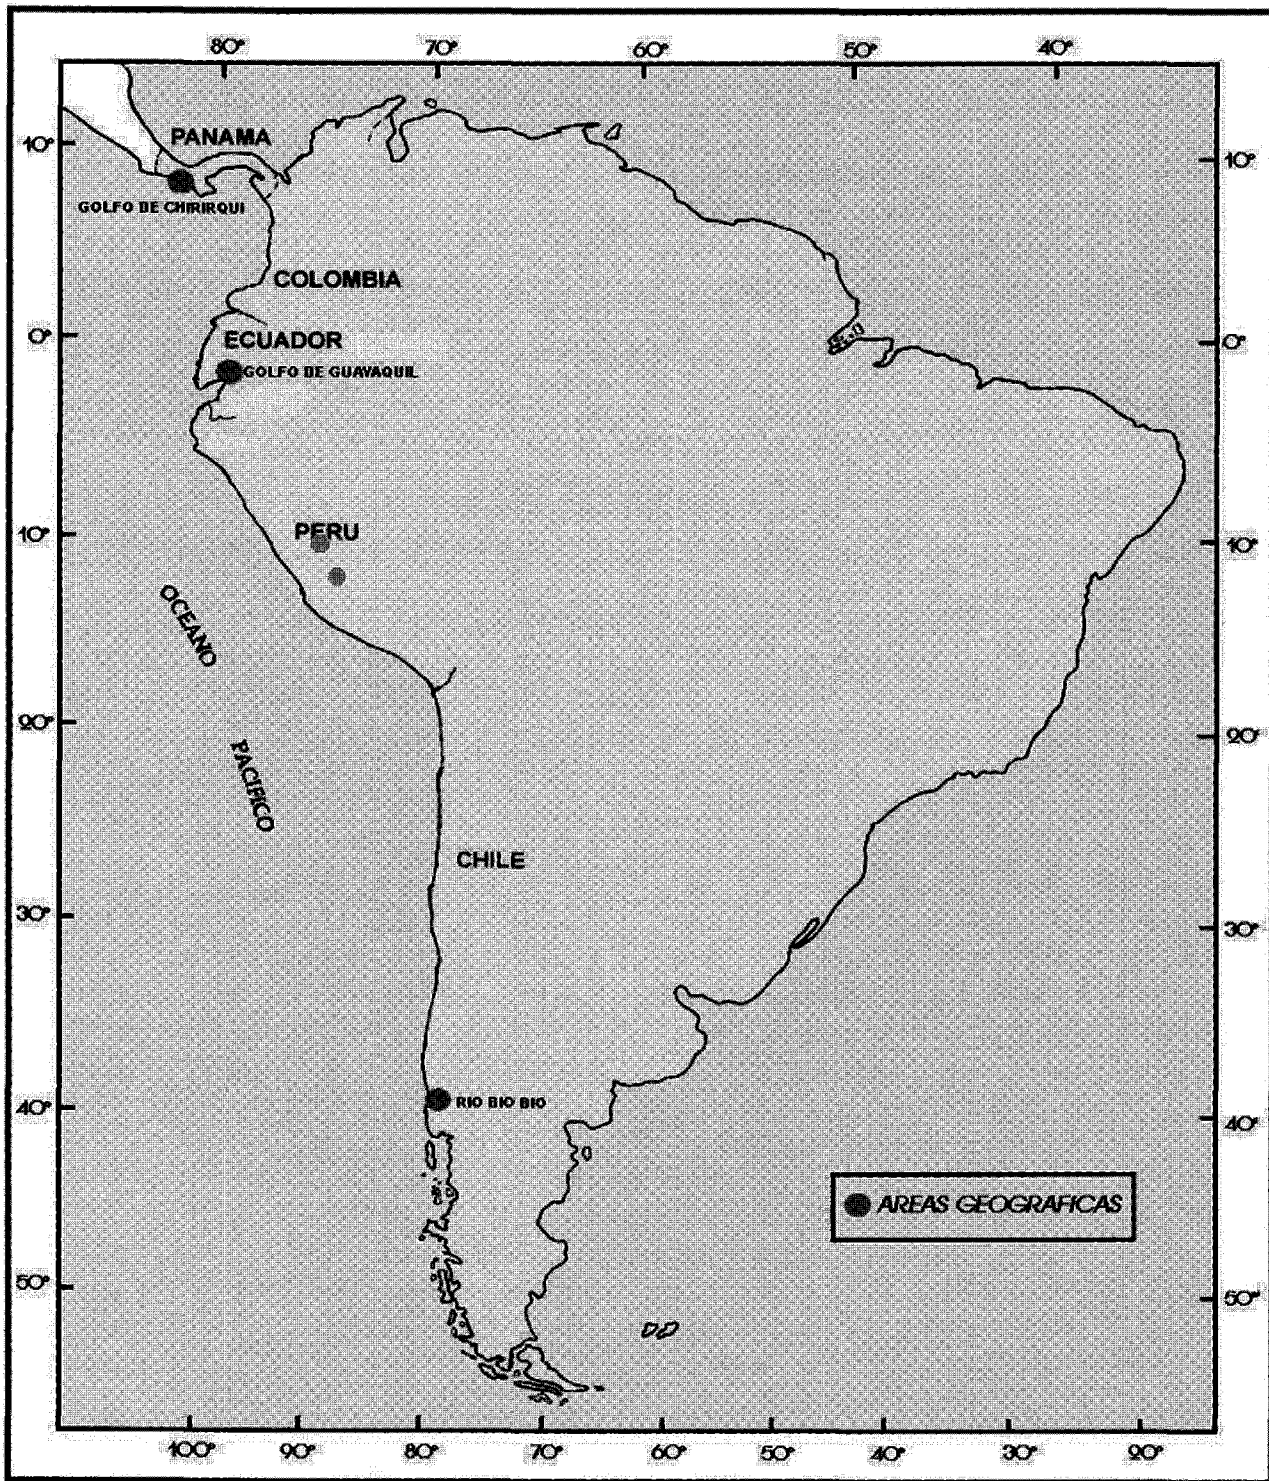 80° 70° 60° 50° 40°
PANAMA
10° 10°
GOLFO DE CHIRIRQUI
COLOMBIA
0° ECUADOR 0°
GOLFO DE GUAYAQUIL
10° PERU 10°
OCEANO
20° 20°
PACIFICO
CHILE
30° 30°
RIO BIO BIO
40° 40°
AREAS GEOGRAFICAS
50° 50°
100° 90° 80° 70° 60° 50° 40° 30° 20°